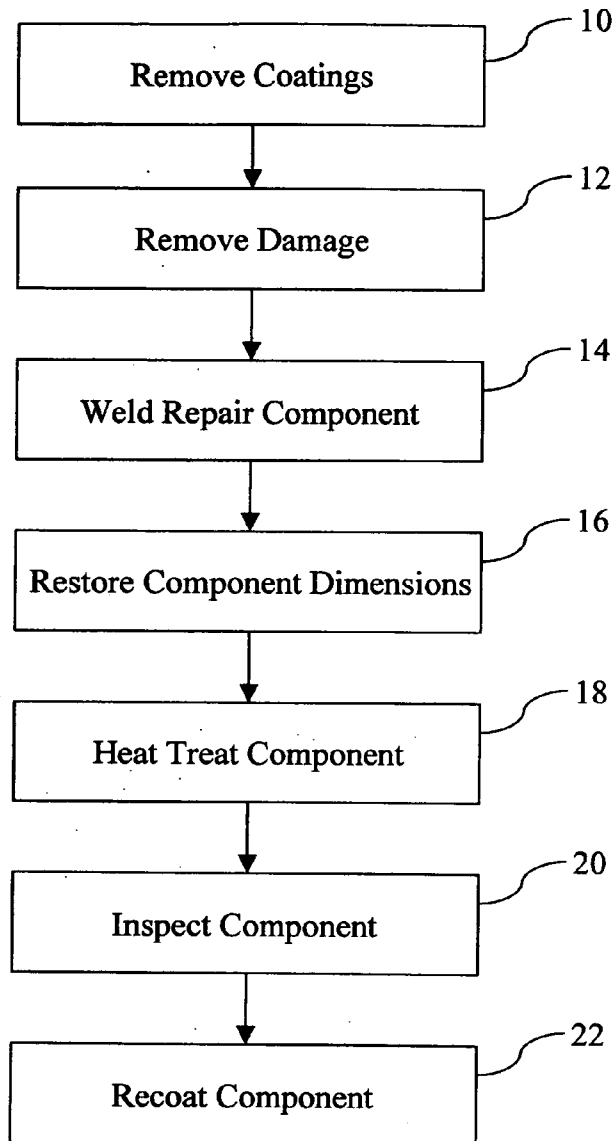 10
Remove Coatings
12
Remove Damage
14
Weld Repair Component
16
Restore Component Dimensions
18
Heat Treat Component
20
Inspect Component
22
Recoat Component